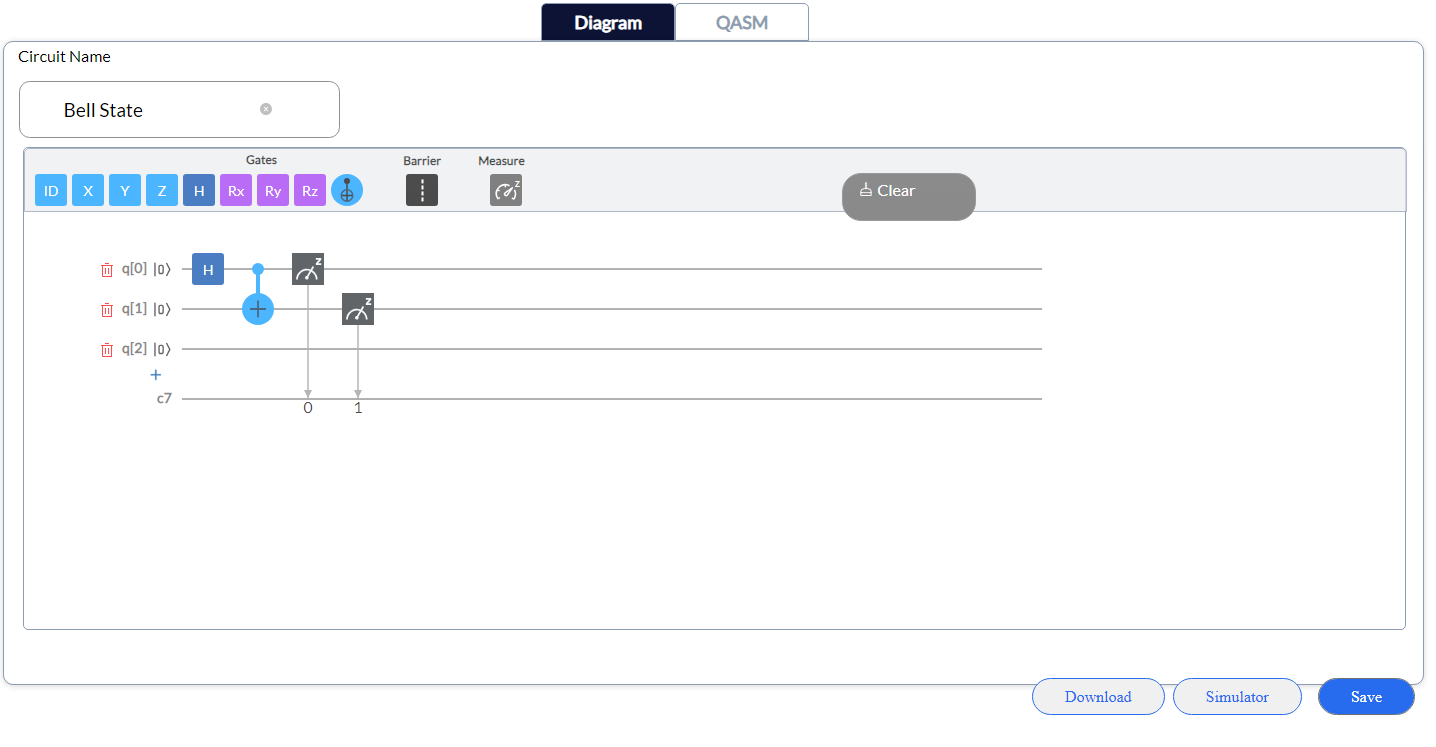 Diagram QASM
Circuit Name
Bell State
Gates Barrier Measure
ID X Y Z H Rx Ry Rz z Clear
q[0] |0⟩ H z
q[1] |0⟩ + z
q[2] |0⟩
+
c7
0 1
Download Simulator Save